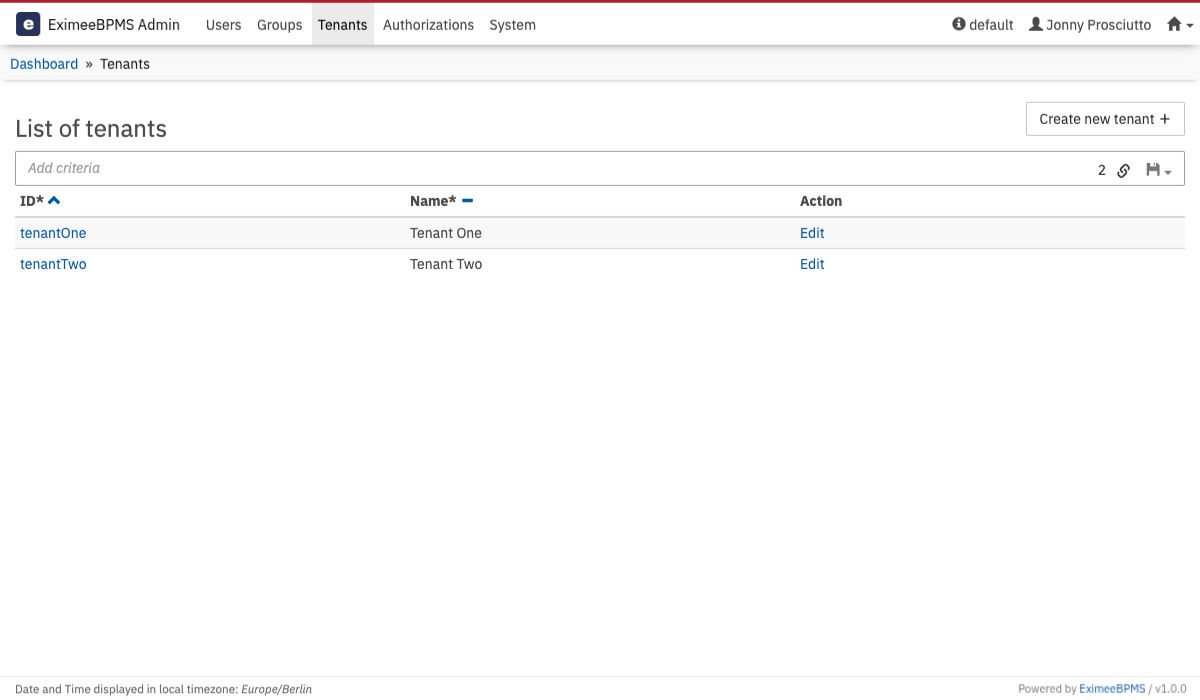 e EximeeBPMS Admin Users Groups Tenants Authorizations System default Jonny Prosciutto
Dashboard » Tenants
List of tenants
Create new tenant +
Add criteria 2
ID* Name* Action
tenantOne Tenant One Edit
tenantTwo Tenant Two Edit
Date and Time displayed in local timezone: Europe/Berlin Powered by EximeeBPMS / v1.0.0